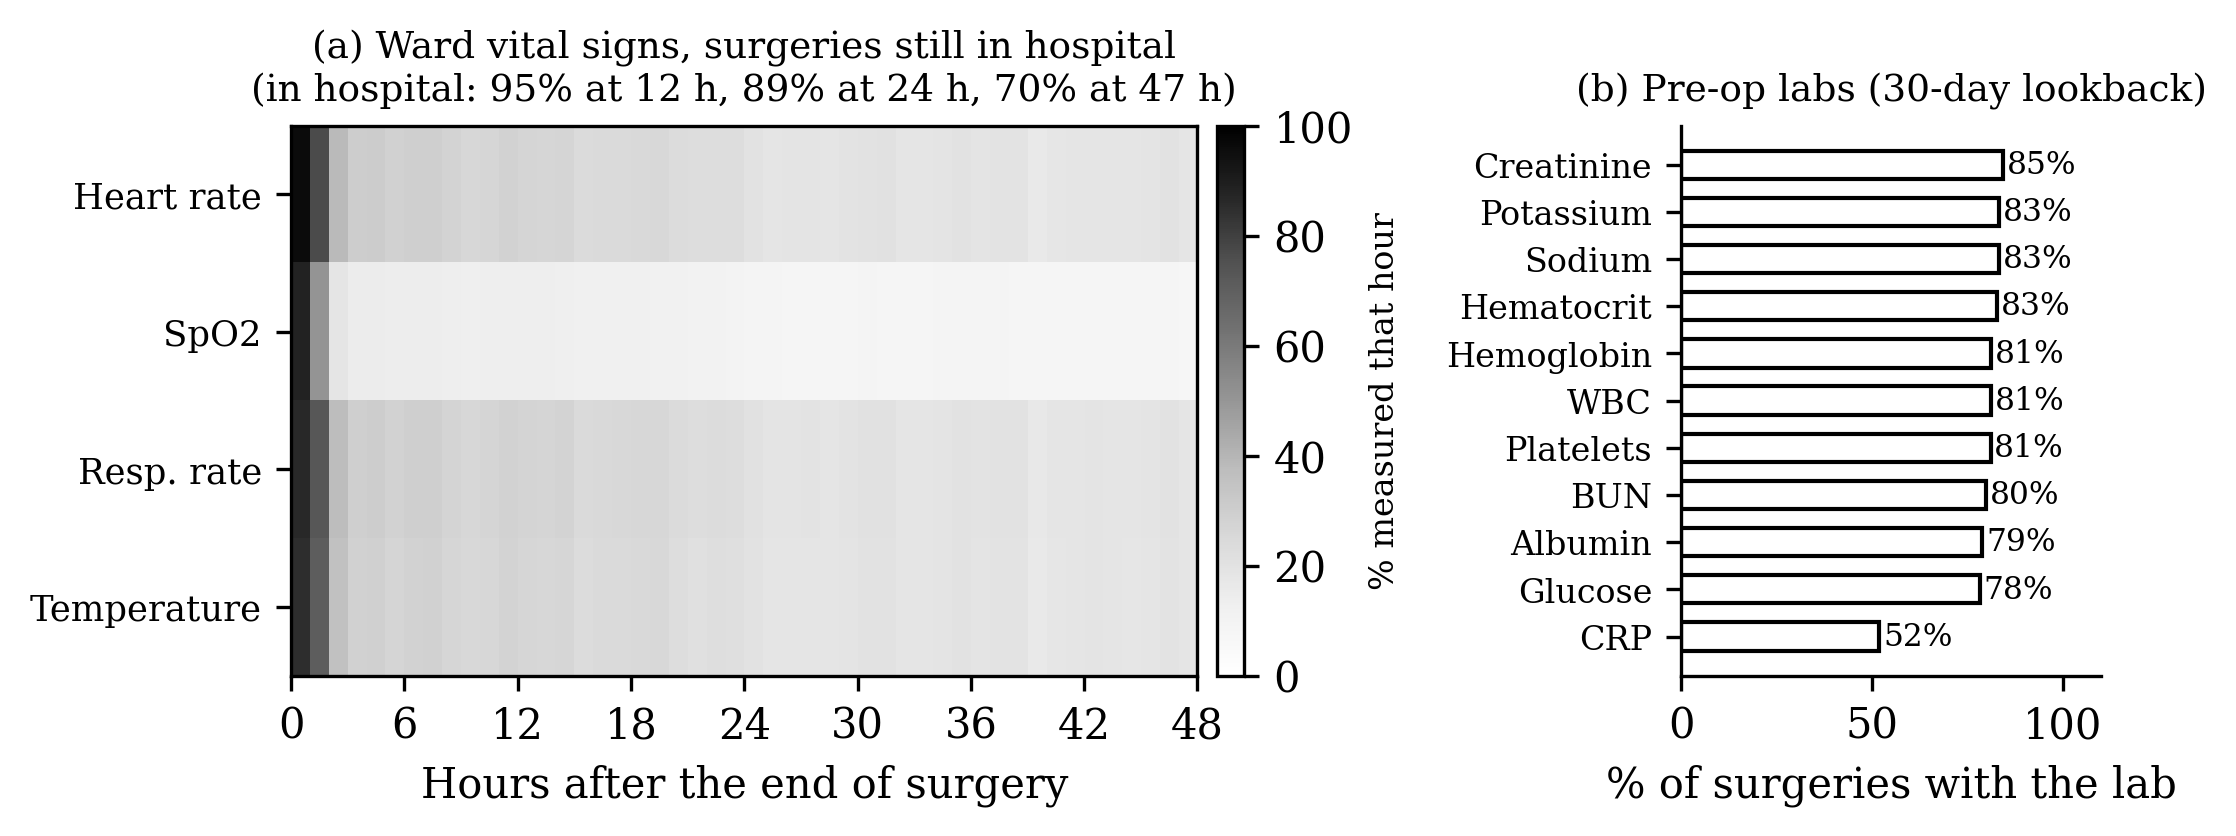 (a) Ward vital signs, surgeries still in hospital
(in hospital: 95% at 12 h, 89% at 24 h, 70% at 47 h)
Heart rate
SpO2
Resp. rate
Temperature
0 6 12 18 24 30 36 42 48
Hours after the end of surgery
100
80
60
40
20
0
% measured that hour
(b) Pre-op labs (30-day lookback)
Creatinine 85%
Potassium 83%
Sodium 83%
Hematocrit 83%
Hemoglobin 81%
WBC 81%
Platelets 81%
BUN 80%
Albumin 79%
Glucose 78%
CRP 52%
0 50 100
% of surgeries with the lab